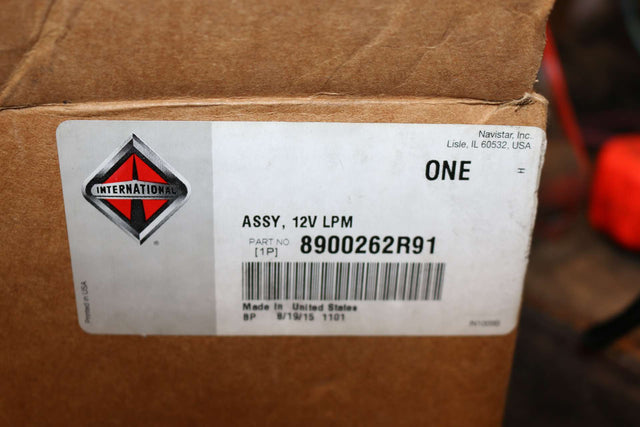 Navistar, Inc.
Lisle, IL 60532, USA
ONE
H
INTERNATIONAL
®
ASSY, 12V LPM
PART NO. 8900262R91
[1P]
Made In United States
BP 8/19/15 1101
Printed in USA